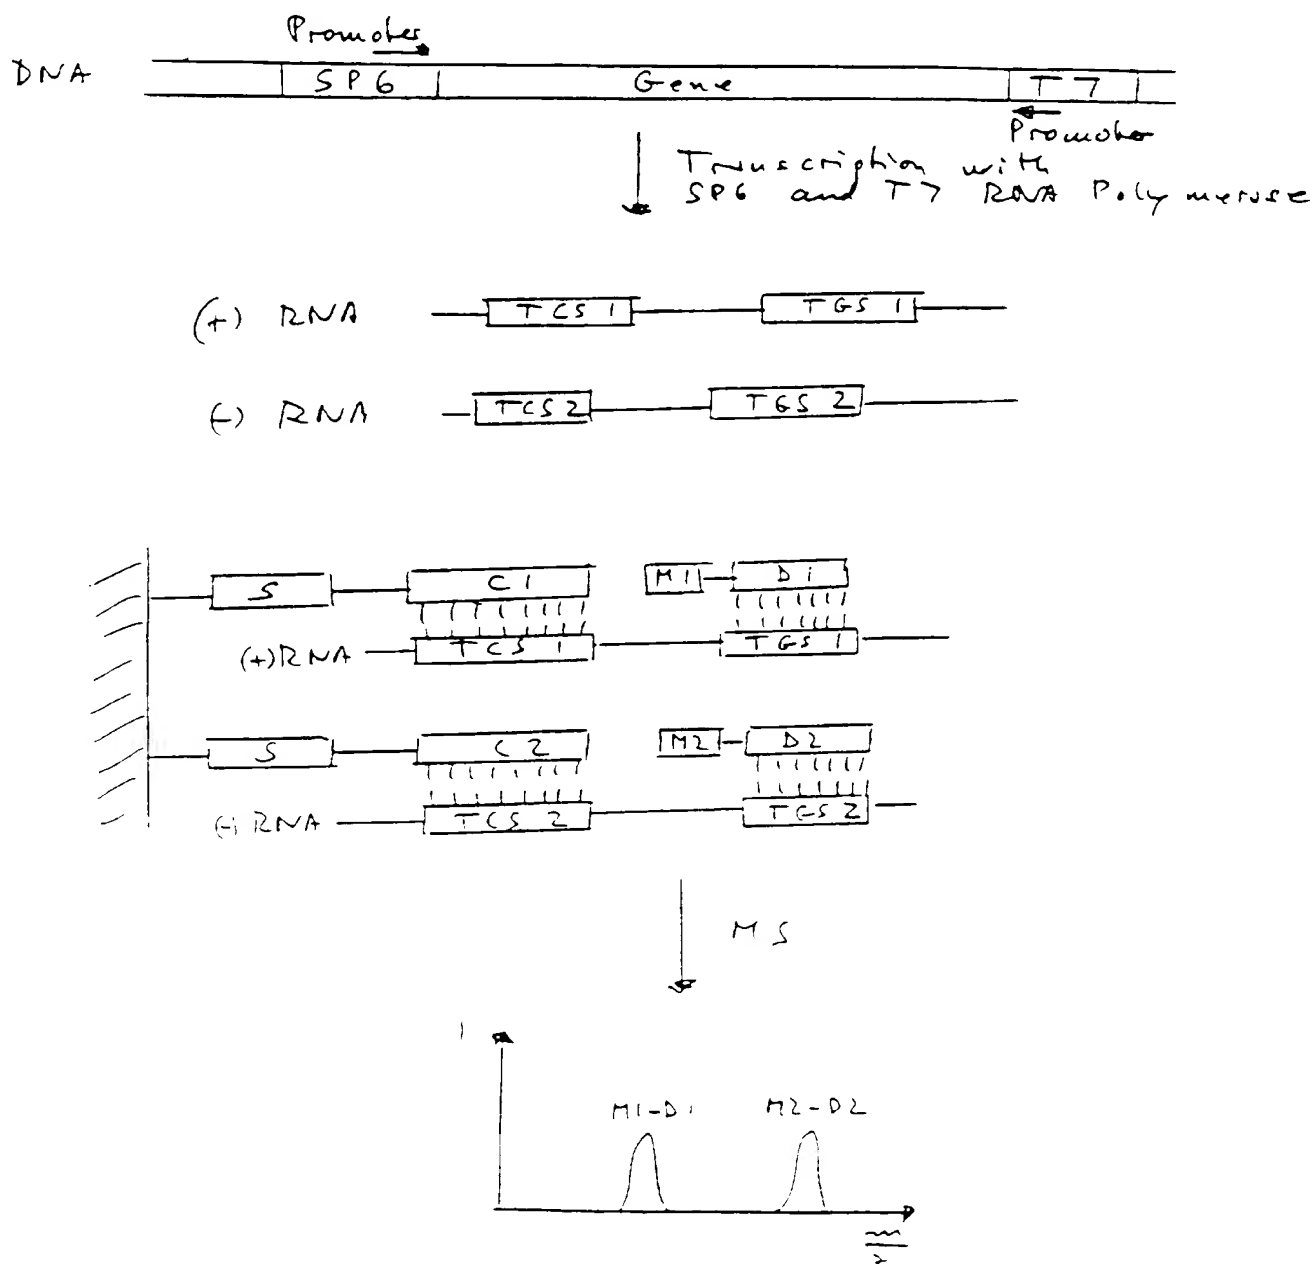 Promoter
DNA SP6 Gene T7
Promoter
Transcription with
SP6 and T7 RNA Polymerase
(+) RNA TCS 1 TGS 1
(-) RNA TCS 2 TGS 2
S C1 M1 D1
(+)RNA TCS 1 TGS 1
S C2 M2 D2
(-)RNA TCS 2 TGS 2
MS
I
M1-D1 M2-D2
m
z